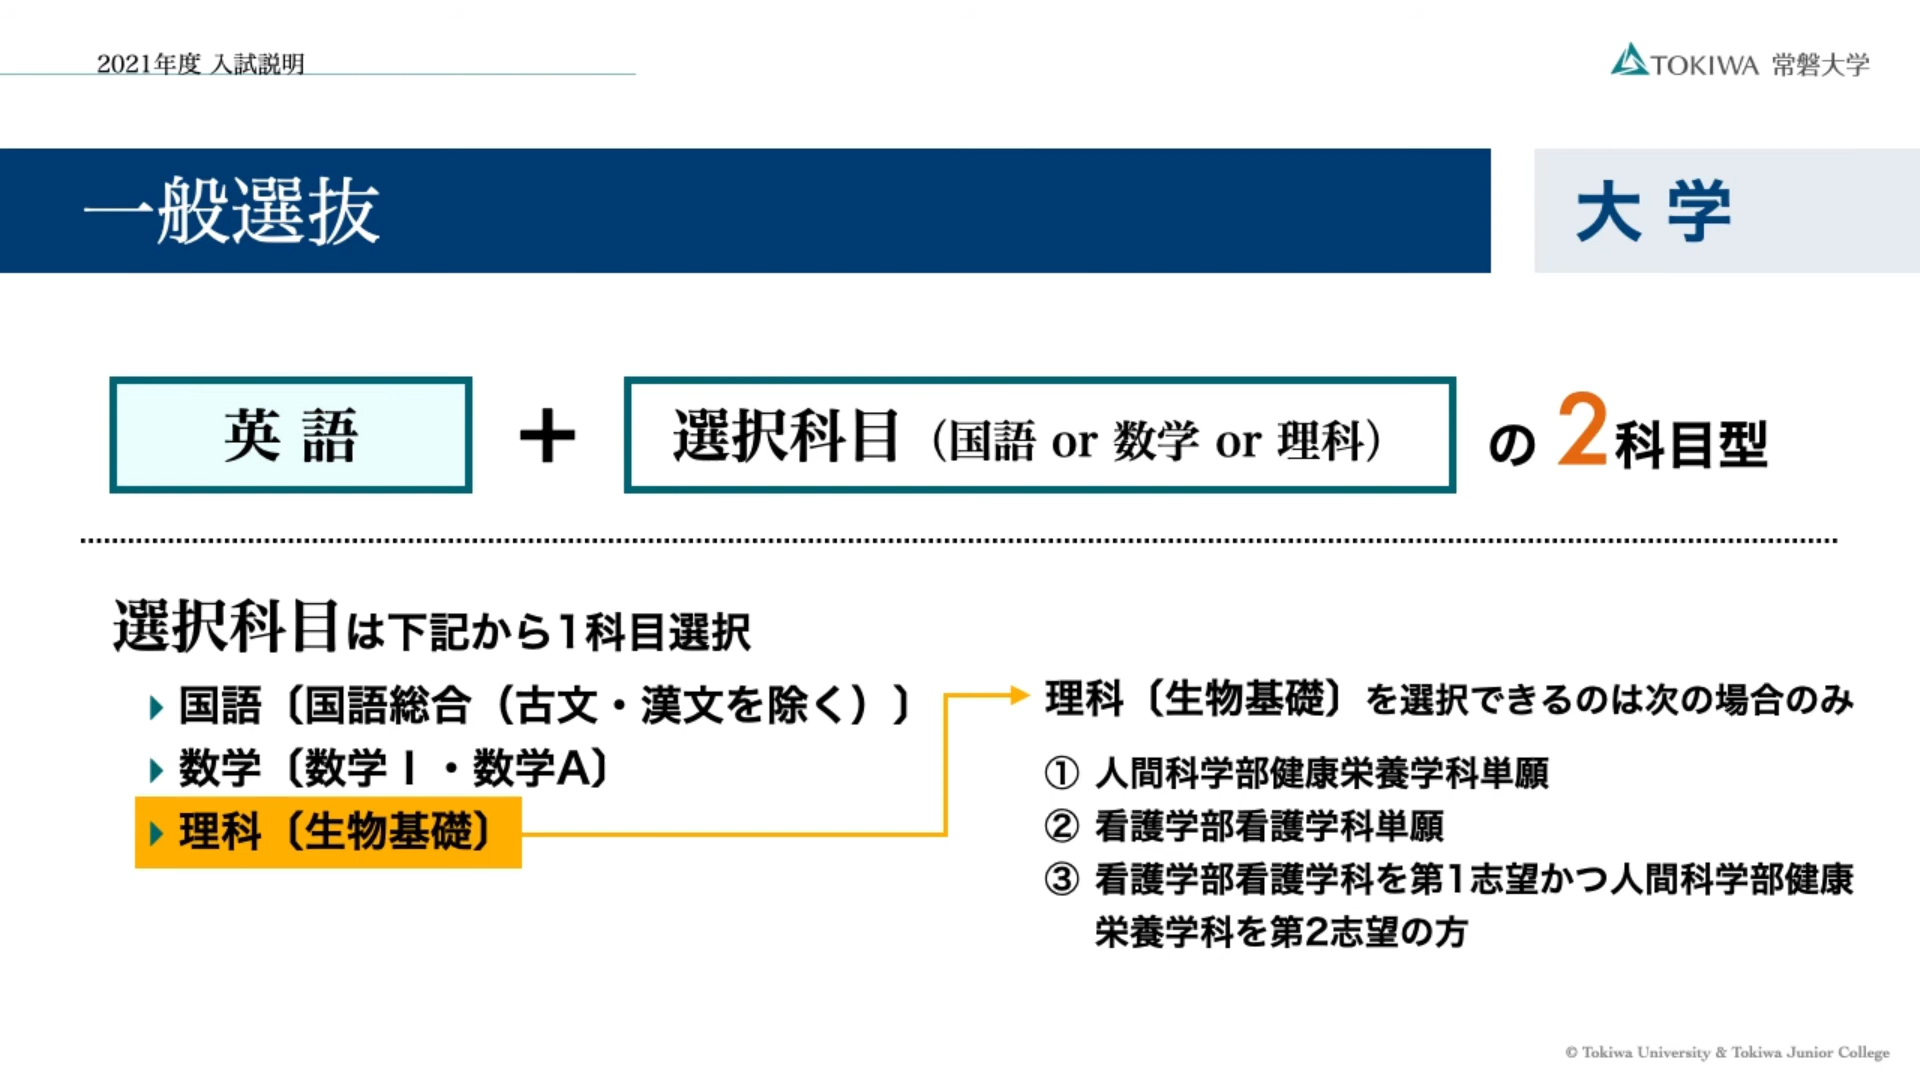 2021年度 入試説明
TOKIWA 常磐大学
一般選抜
大学
英語 + 選択科目（国語 or 数学 or 理科） の 2科目型
選択科目は下記から1科目選択
国語〔国語総合（古文・漢文を除く）〕
数学〔数学Ⅰ・数学A〕
理科〔生物基礎〕
理科〔生物基礎〕を選択できるのは次の場合のみ
① 人間科学部健康栄養学科単願
② 看護学部看護学科単願
③ 看護学部看護学科を第1志望かつ人間科学部健康
栄養学科を第2志望の方
© Tokiwa University & Tokiwa Junior College